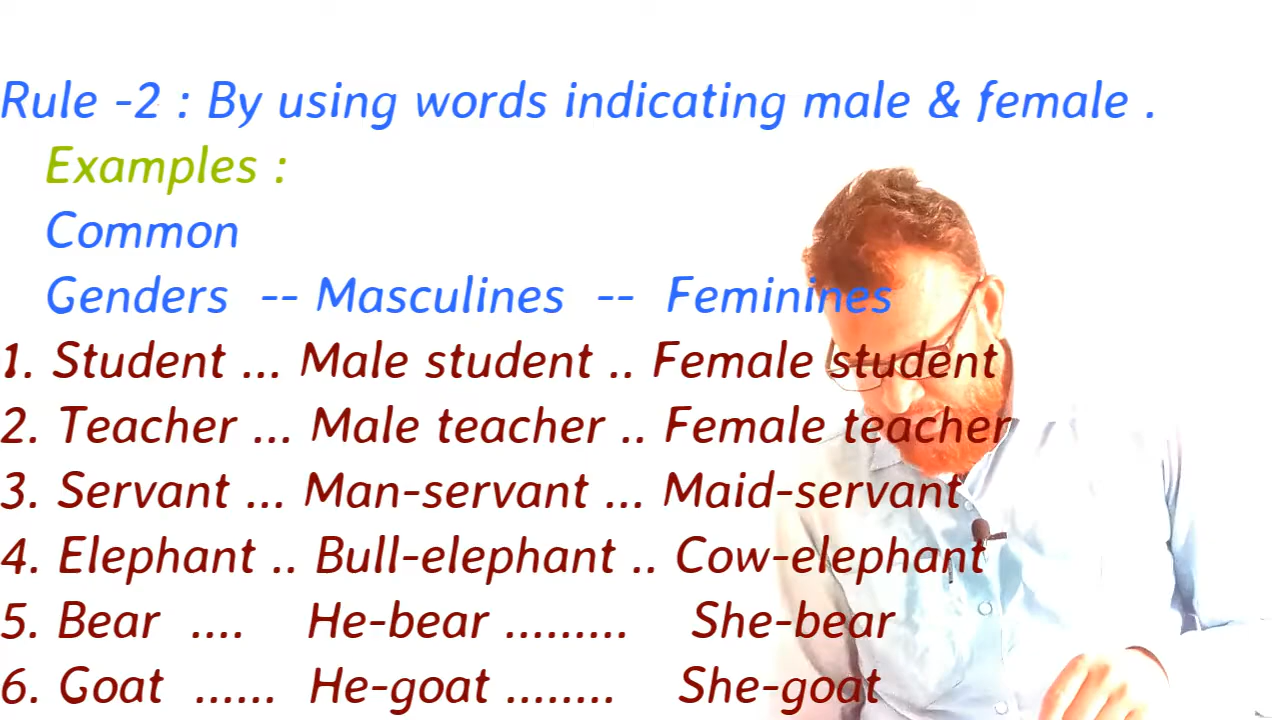 Rule -2 : By using words indicating male & female .
Examples :
Common
Genders -- Masculines -- Feminines
1. Student ... Male student .. Female student
2. Teacher ... Male teacher .. Female teacher
3. Servant ... Man-servant ... Maid-servant
4. Elephant .. Bull-elephant .. Cow-elephant
5. Bear .... He-bear ......... She-bear
6. Goat ...... He-goat ........ She-goat